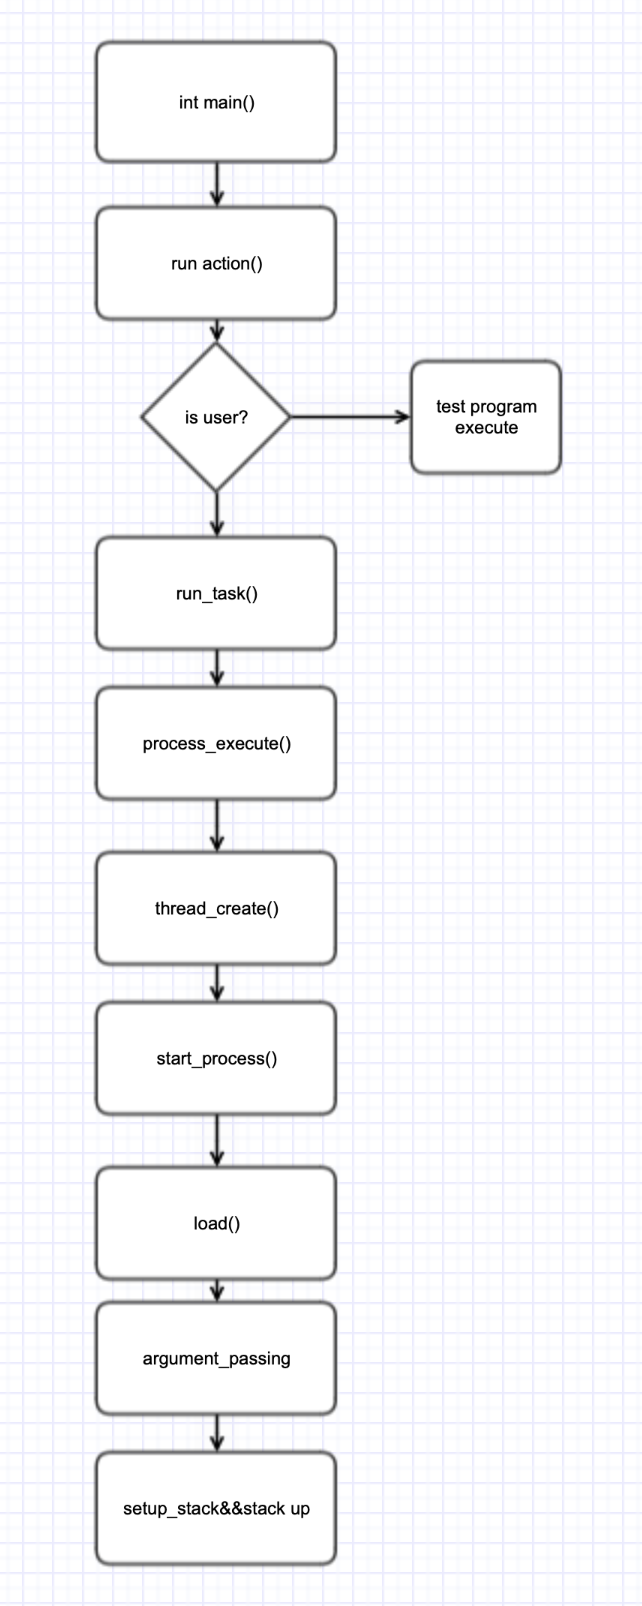 int main()
run action()
is user?
test program
execute
run_task()
process_execute()
thread_create()
start_process()
load()
argument_passing
setup_stack&&stack up